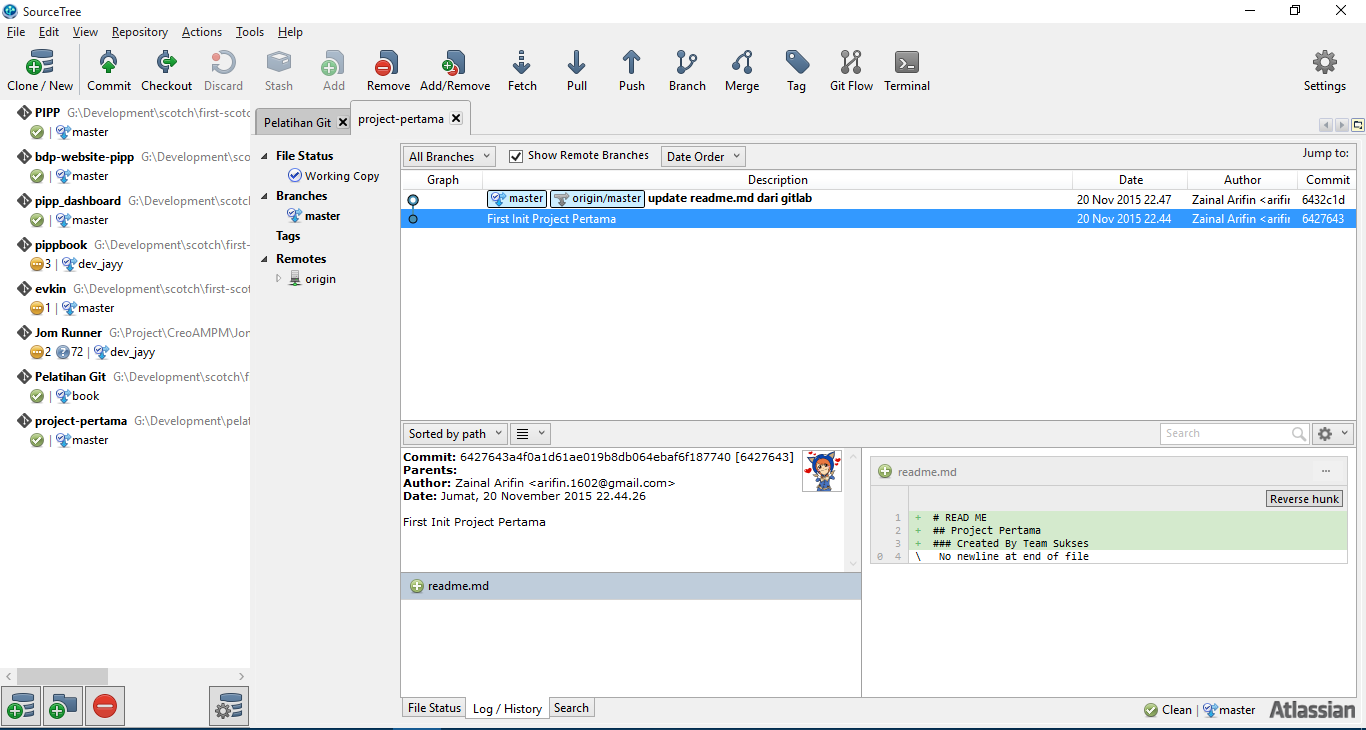 SourceTree
File Edit View Repository Actions Tools Help
Clone / New Commit Checkout Discard Stash Add Remove Add/Remove Fetch Pull Push Branch Merge Tag Git Flow Terminal Settings
PIPP G:\Development\scotch\first-scotc
master
bdp-website-pipp G:\Development\sco
master
pipp_dashboard G:\Development\scotc
master
pippbook G:\Development\scotch\first-
3 | dev_jayy
evkin G:\Development\scotch\first-scot
1 | master
Jom Runner G:\Project\CreoAMPM\Jor
2 72 | dev_jayy
Pelatihan Git G:\Development\scotch\f
book
project-pertama G:\Development\pelat
master
Pelatihan Git project-pertama
File Status
Working Copy
Branches
master
Tags
Remotes
origin
All Branches Show Remote Branches Date Order Jump to:
Graph Description Date Author Commit
master origin/master update readme.md dari gitlab 20 Nov 2015 22.47 Zainal Arifin <arifin 6432c1d
First Init Project Pertama 20 Nov 2015 22.44 Zainal Arifin <arifin 6427643
Sorted by path Search
Commit: 6427643a4f0a1d61ae019b8db064ebaf6f187740 [6427643]
Parents:
Author: Zainal Arifin <arifin.1602@gmail.com>
Date: Jumat, 20 November 2015 22.44.26
First Init Project Pertama
readme.md
readme.md ...
Reverse hunk
1 + # READ ME
2 + ## Project Pertama
3 + ### Created By Team Sukses
0 4 \ No newline at end of file
File Status Log / History Search
Clean | master Atlassian